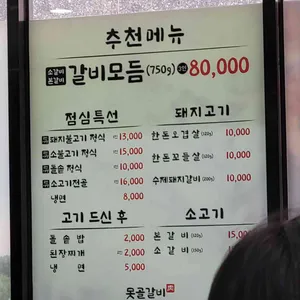 추천메뉴
소갈비
돈갈비 갈비모듬 (750g) 80,000
점심특선
돼지불고기 정식 13,000
소불고기 정식 15,000
돌솥 정식 10,000
소고기전골 16,000
냉면 8,000
돼지고기
한돈오겹살 10,000
한돈꼬들살 10,000
수제돼지갈비 10,000
고기 드신 후
돌솥밥 2,000
된장찌개 2,000
냉면 5,000
소고기
본갈비 15,000
소갈비
못골갈비